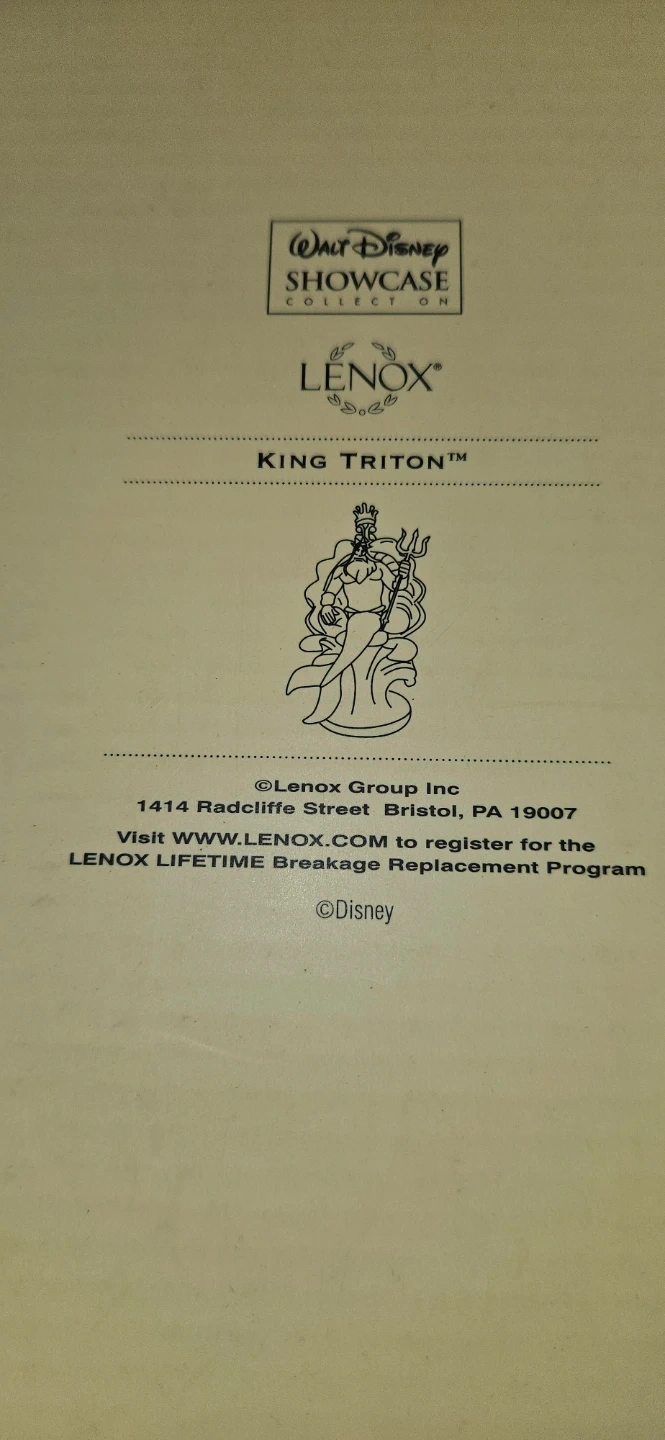 WALT DISNEY
SHOWCASE
COLLECTION
LENOX®
KING TRITON™
©Lenox Group Inc
1414 Radcliffe Street Bristol, PA 19007
Visit WWW.LENOX.COM to register for the
LENOX LIFETIME Breakage Replacement Program
©Disney